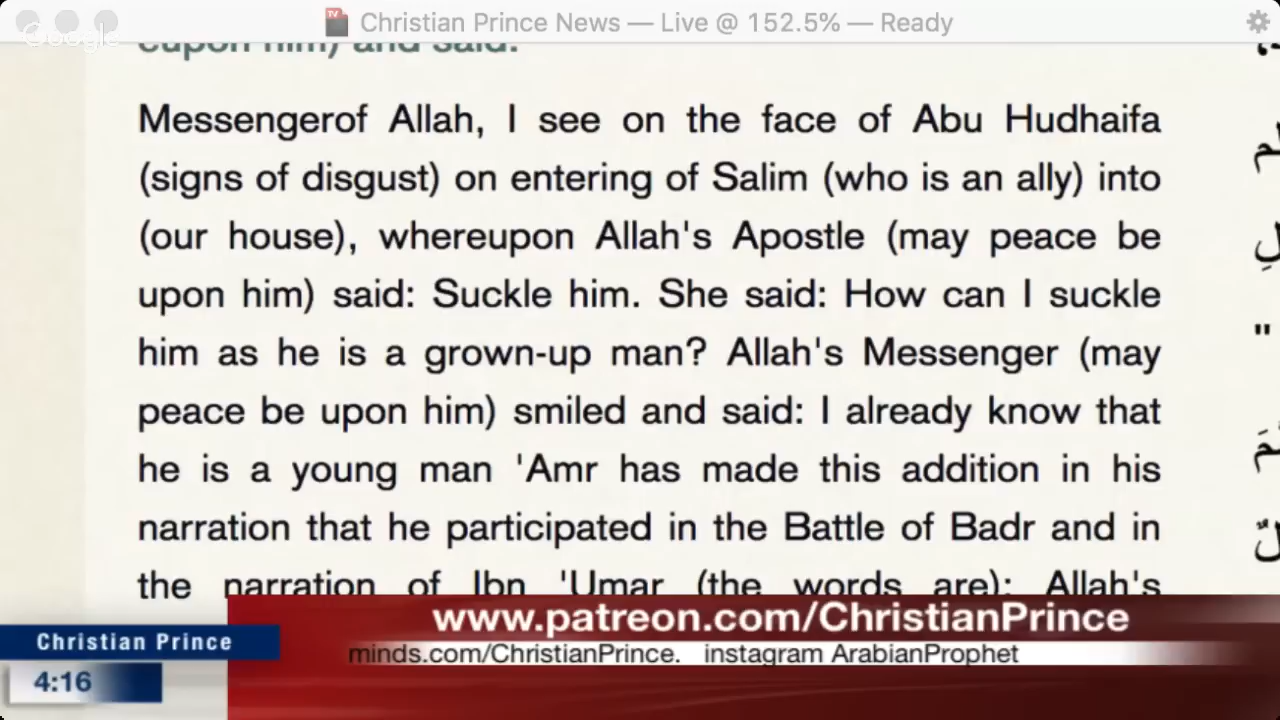 Christian Prince News — Live @ 152.5% — Ready
Google
cupon him) and said:
Messengerof Allah, I see on the face of Abu Hudhaifa
(signs of disgust) on entering of Salim (who is an ally) into
(our house), whereupon Allah's Apostle (may peace be
upon him) said: Suckle him. She said: How can I suckle
him as he is a grown-up man? Allah's Messenger (may
peace be upon him) smiled and said: I already know that
he is a young man 'Amr has made this addition in his
narration that he participated in the Battle of Badr and in
the narration of Ibn 'Umar (the words are): Allah's
www.patreon.com/ChristianPrince
minds.com/ChristianPrince. instagram ArabianProphet
Christian Prince
4:16